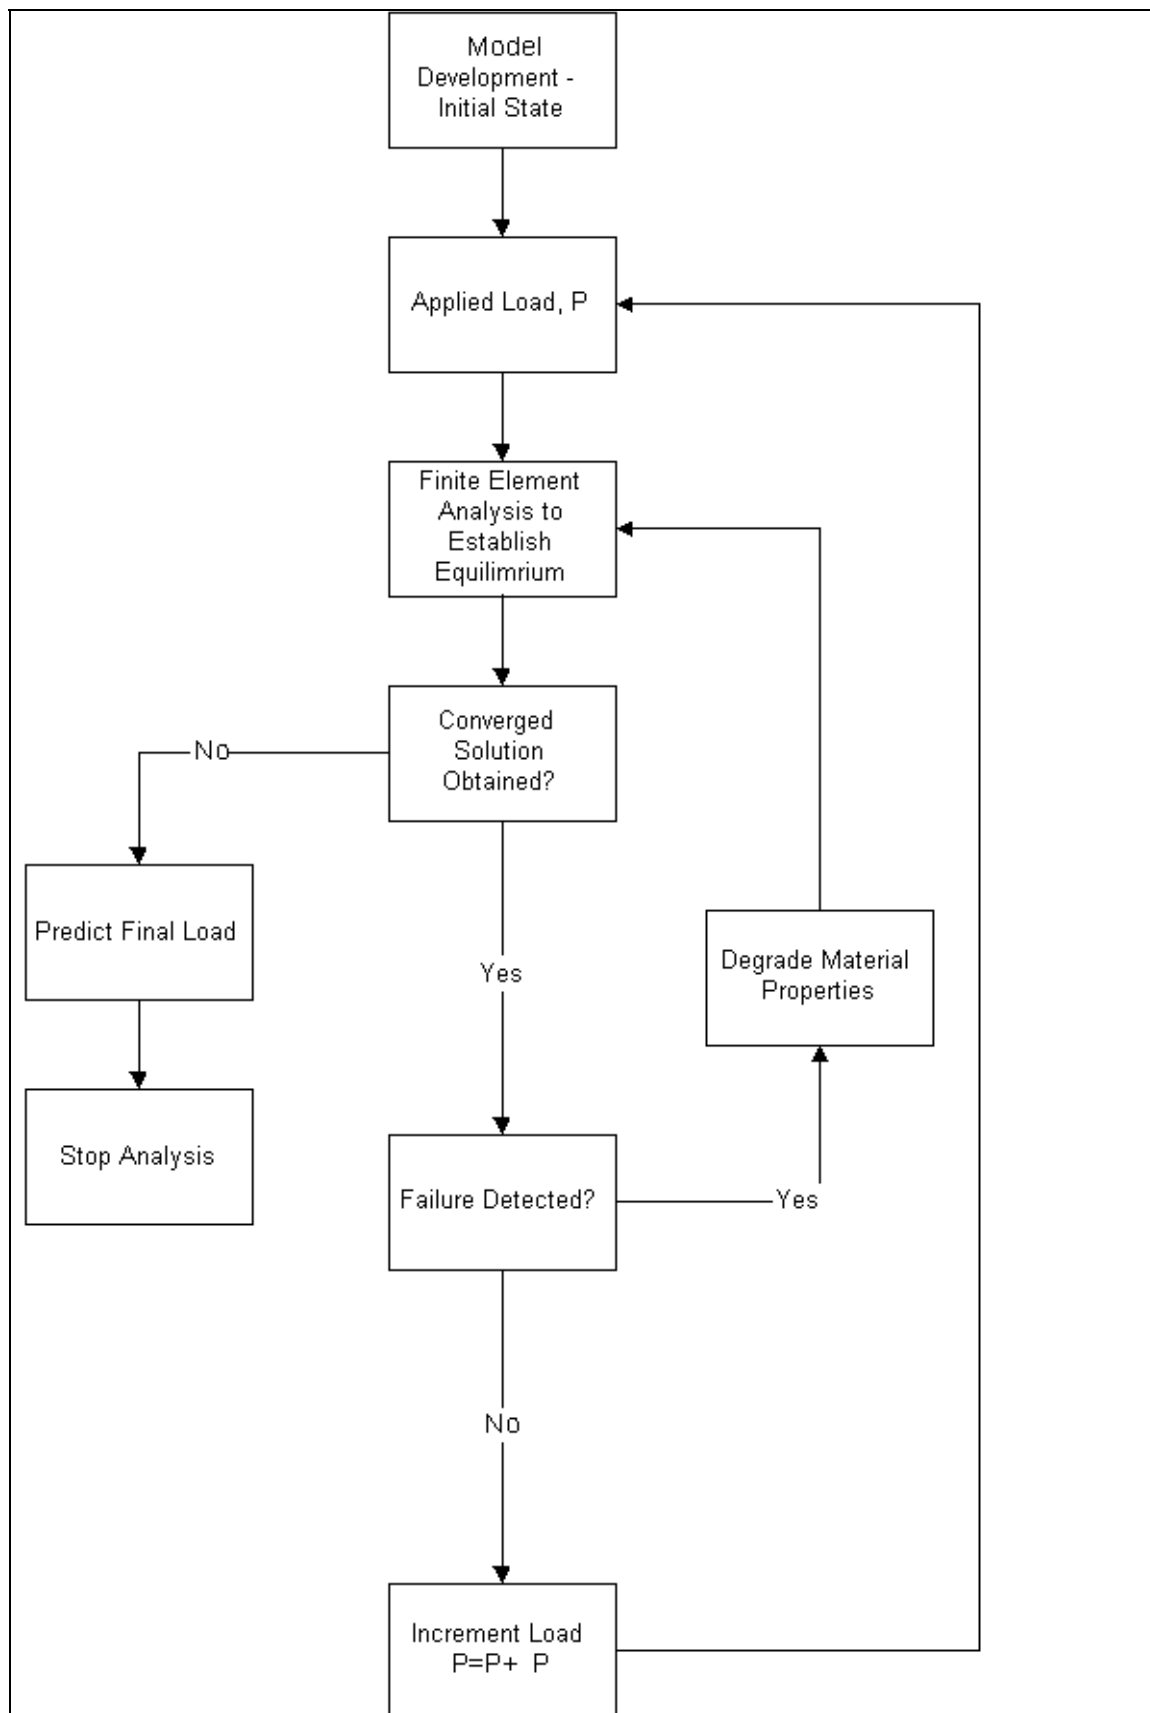 Model
Development -
Initial State
Applied Load, P
Finite Element
Analysis to
Establish
Equilimrium
Converged
Solution
Obtained?
No
Predict Final Load
Stop Analysis
Yes
Degrade Material
Properties
Failure Detected?
Yes
No
Increment Load
P=P+  P